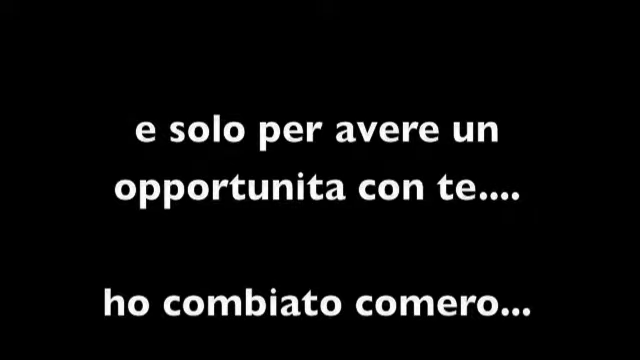 e solo per avere un
opportunita con te....
ho combiato comero...